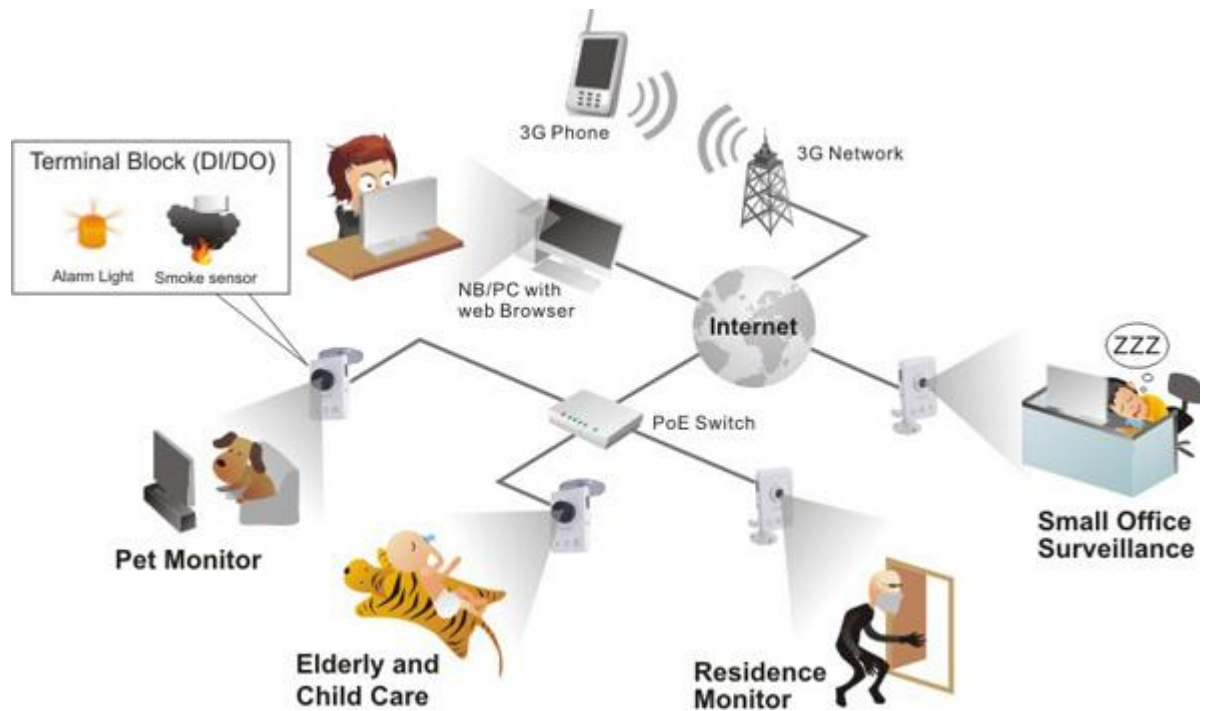 3G Phone
3G Network
Terminal Block (DI/DO)
Alarm Light
Smoke sensor
NB/PC with
web Browser
Internet
ZZZ
PoE Switch
Pet Monitor
Small Office
Surveillance
Elderly and
Child Care
Residence
Monitor